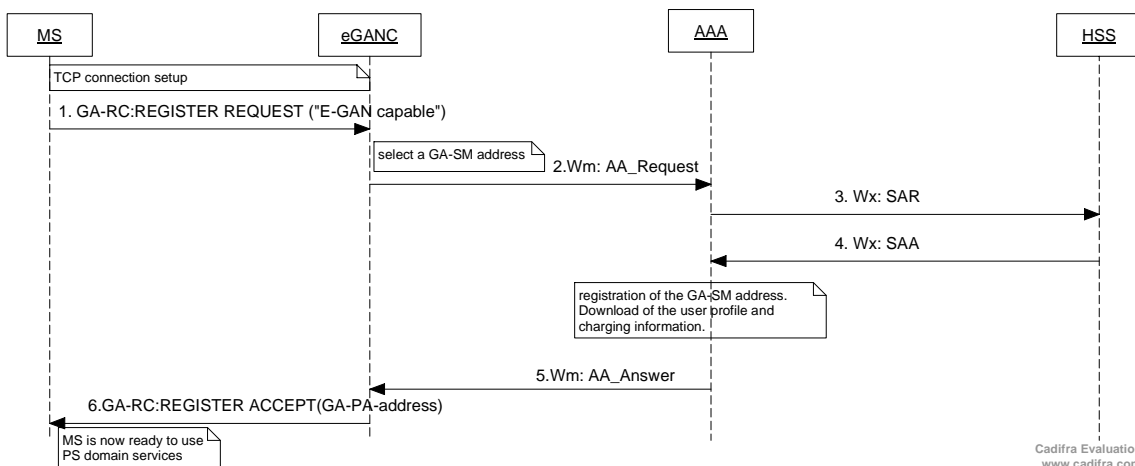 MS
eGANC
AAA
HSS
TCP connection setup
1. GA-RC:REGISTER REQUEST ("E-GAN capable")
select a GA-SM address
2.Wm: AA_Request
3. Wx: SAR
4. Wx: SAA
registration of the GA-SM address.
Download of the user profile and
charging information.
5.Wm: AA_Answer
6.GA-RC:REGISTER ACCEPT(GA-PA-address)
MS is now ready to use
PS domain services
Cadifra Evaluation
www.cadifra.com